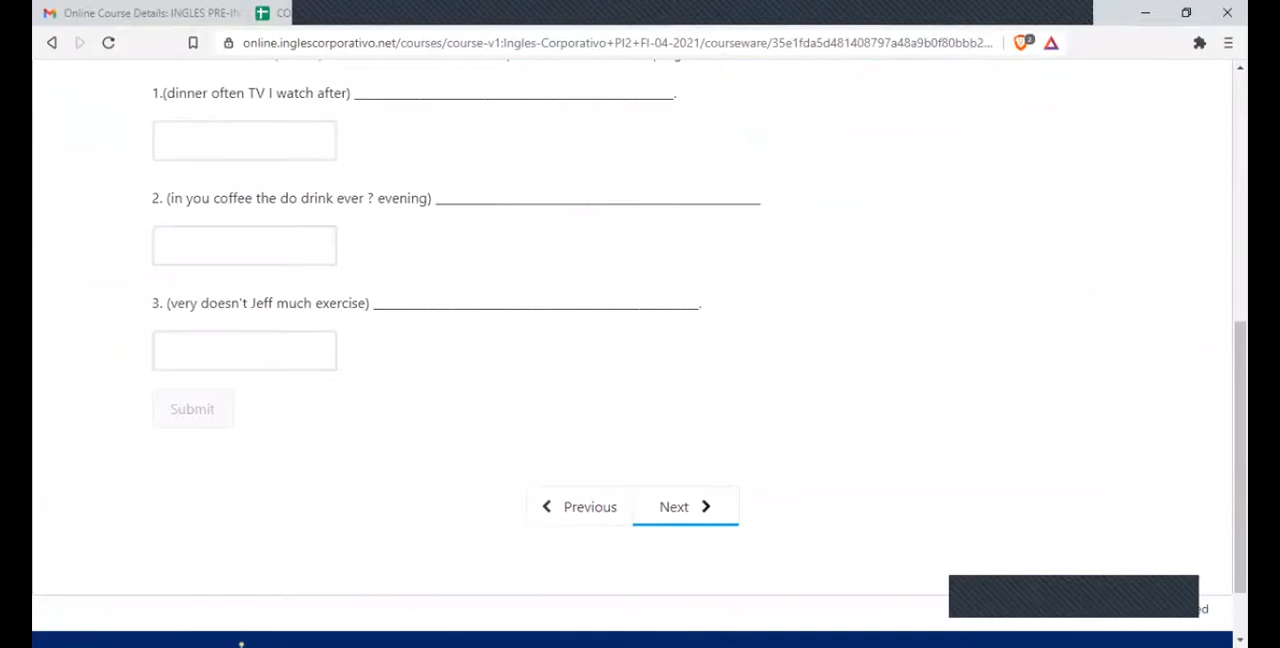 Online Course Details: INGLES PRE-IN
CO
online.inglescorporativo.net/courses/course-v1:Ingles-Corporativo+PI2+FI-04-2021/courseware/35e1fda5d481408797a48a9b0f80bbb2...
2
1.(dinner often TV I watch after) ________________________________________.
2. (in you coffee the do drink ever ? evening) ________________________________________
3. (very doesn't Jeff much exercise) ________________________________________.
Submit
Previous
Next